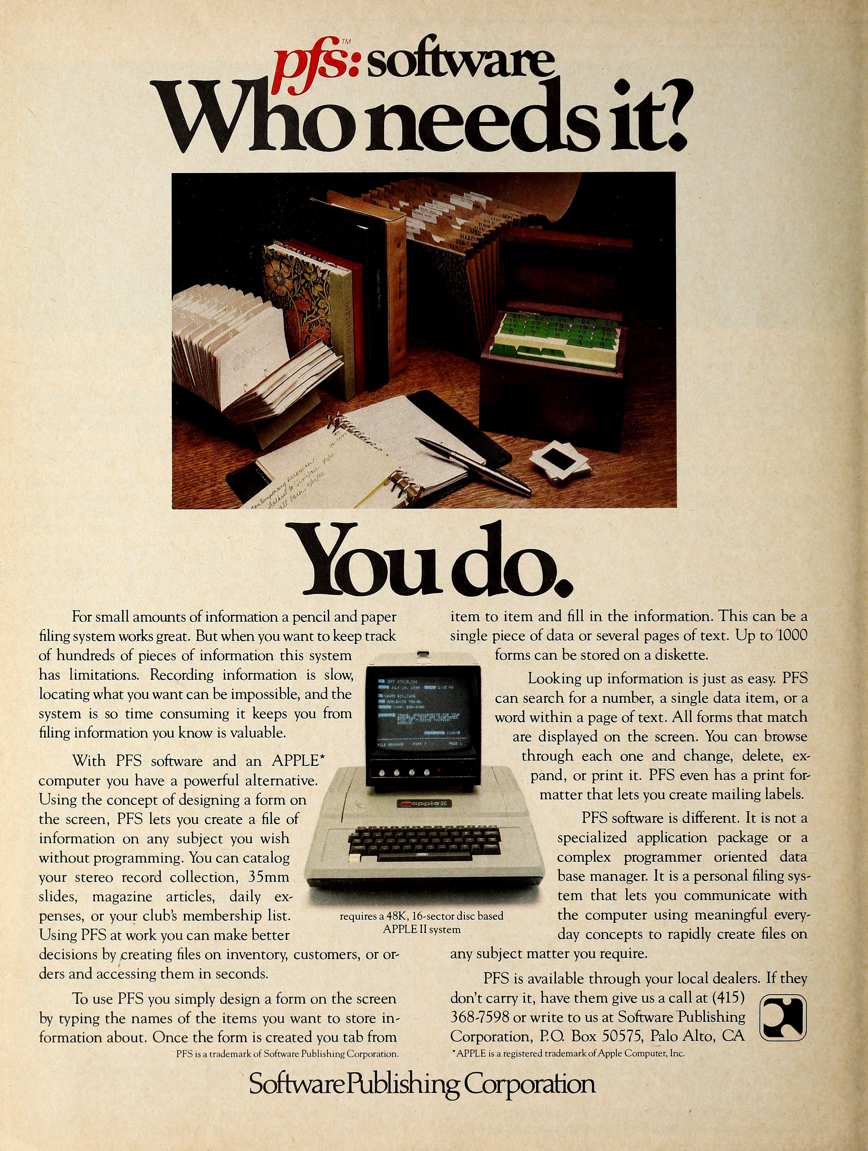 pfs:™ software
Who needs it?
You do.
For small amounts of information a pencil and paper
filing system works great. But when you want to keep track
of hundreds of pieces of information this system
has limitations. Recording information is slow,
locating what you want can be impossible, and the
system is so time consuming it keeps you from
filing information you know is valuable.
With PFS software and an APPLE*
computer you have a powerful alternative.
Using the concept of designing a form on
the screen, PFS lets you create a file of
information on any subject you wish
without programming. You can catalog
your stereo record collection, 35mm
slides, magazine articles, daily ex-
penses, or your club's membership list.
Using PFS at work you can make better
decisions by creating files on inventory, customers, or or-
ders and accessing them in seconds.
To use PFS you simply design a form on the screen
by typing the names of the items you want to store in-
formation about. Once the form is created you tab from
PFS is a trademark of Software Publishing Corporation.
apple II
requires a 48K, 16-sector disc based
APPLE II system
item to item and fill in the information. This can be a
single piece of data or several pages of text. Up to 1000
forms can be stored on a diskette.
Looking up information is just as easy. PFS
can search for a number, a single data item, or a
word within a page of text. All forms that match
are displayed on the screen. You can browse
through each one and change, delete, ex-
pand, or print it. PFS even has a print for-
matter that lets you create mailing labels.
PFS software is different. It is not a
specialized application package or a
complex programmer oriented data
base manager. It is a personal filing sys-
tem that lets you communicate with
the computer using meaningful every-
day concepts to rapidly create files on
any subject matter you require.
PFS is available through your local dealers. If they
don't carry it, have them give us a call at (415)
368-7598 or write to us at Software Publishing
Corporation, P.O. Box 50575, Palo Alto, CA
*APPLE is a registered trademark of Apple Computer, Inc.
Software Publishing Corporation